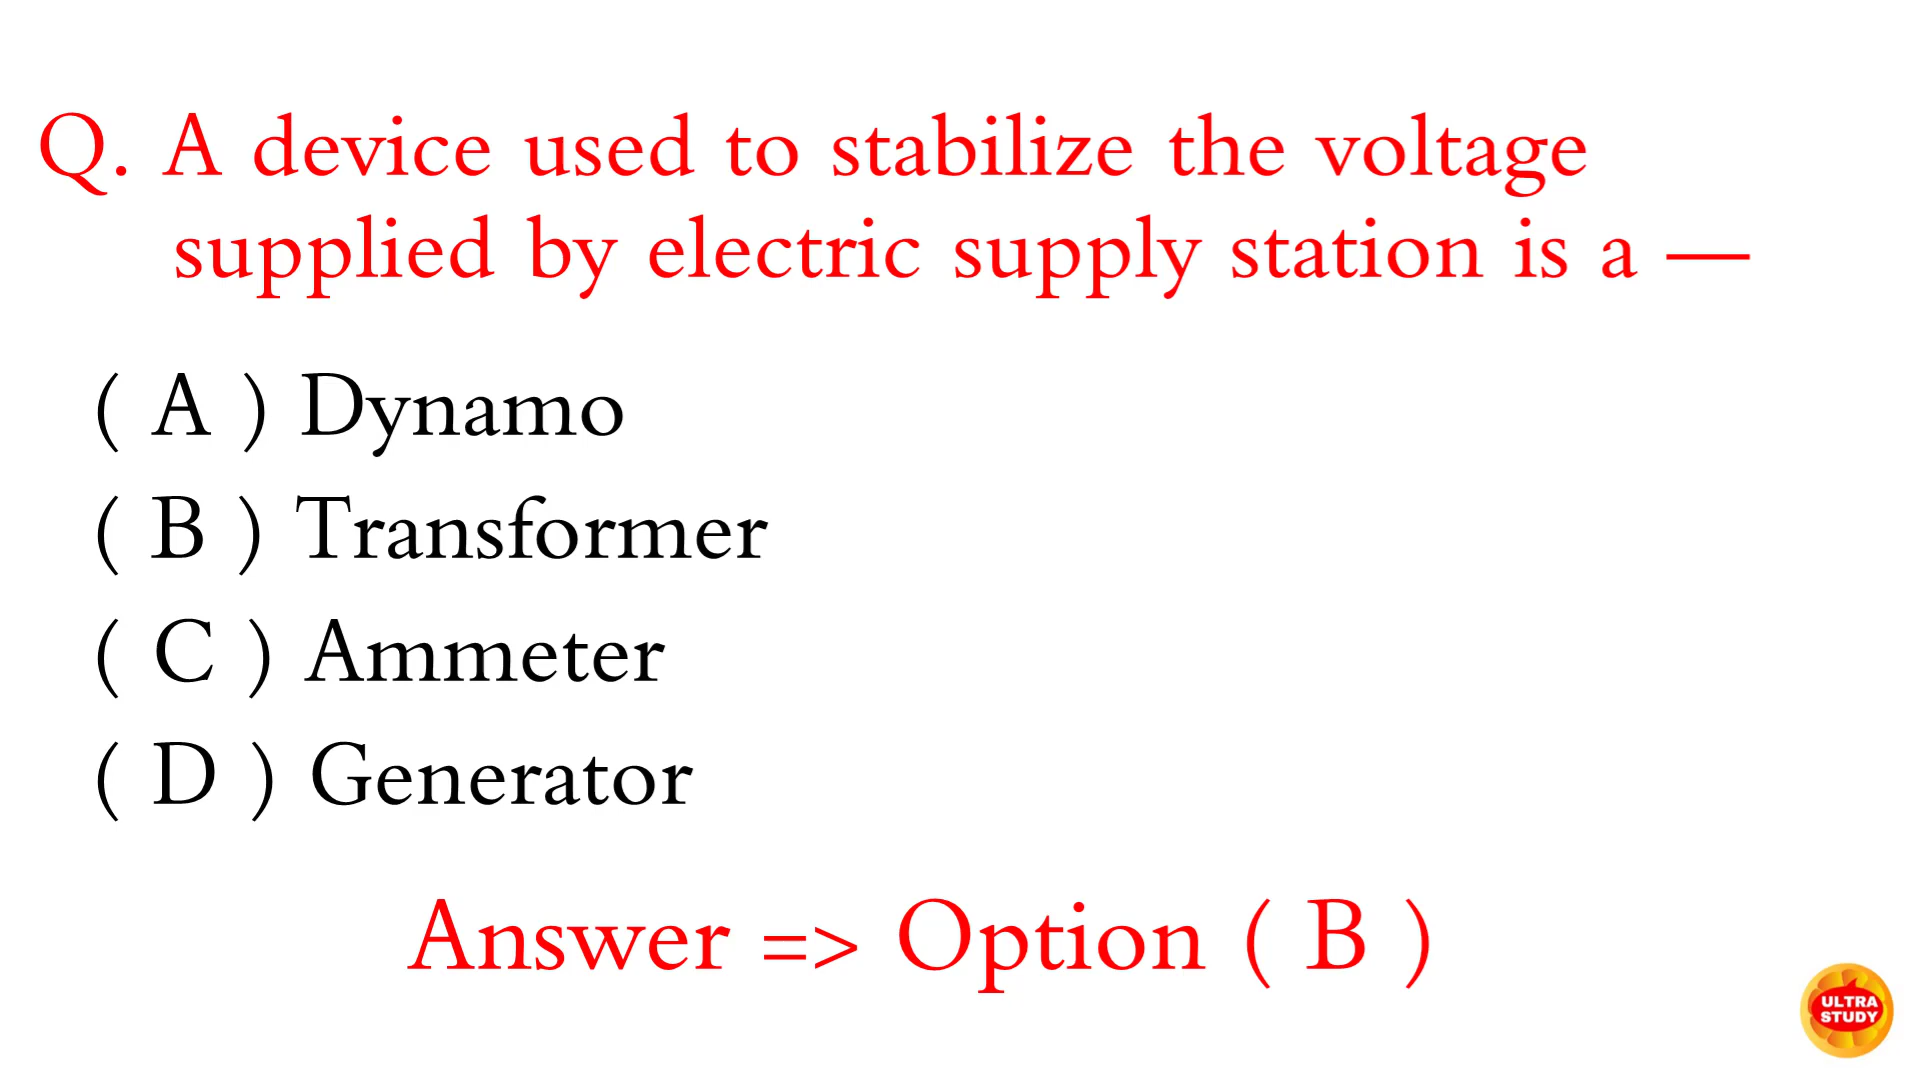 Q. A device used to stabilize the voltage
supplied by electric supply station is a —
( A ) Dynamo
( B ) Transformer
( C ) Ammeter
( D ) Generator
Answer => Option ( B )
ULTRA
STUDY